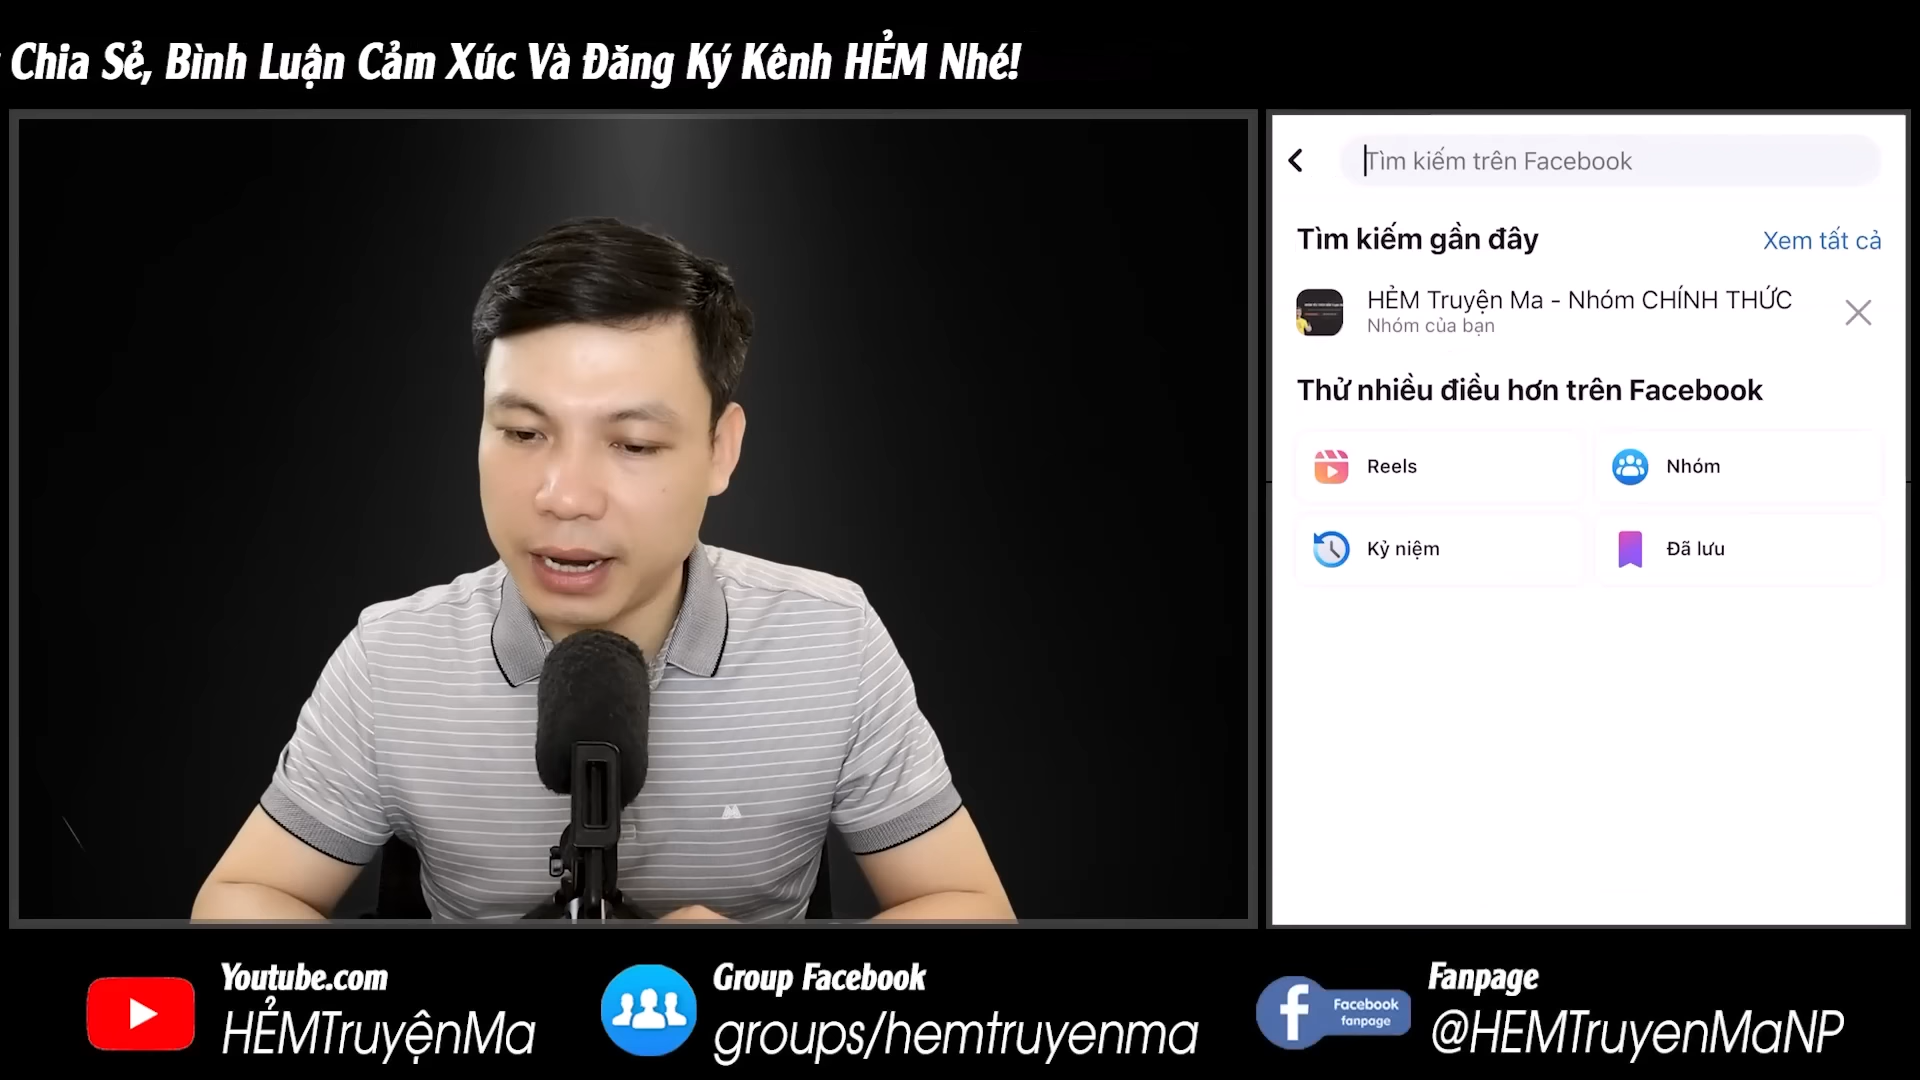 Chia Sẻ, Bình Luận Cảm Xúc Và Đăng Ký Kênh HẺM Nhé!
Tìm kiếm trên Facebook
Tìm kiếm gần đây
Xem tất cả
HẺM Truyện Ma - Nhóm CHÍNH THỨC
Nhóm của bạn
Thử nhiều điều hơn trên Facebook
Reels
Nhóm
Kỷ niệm
Đã lưu
Youtube.com
HẺMTruyệnMa
Group Facebook
groups/hemtruyenma
Facebook
fanpage
Fanpage
@HEMTruyenMaNP